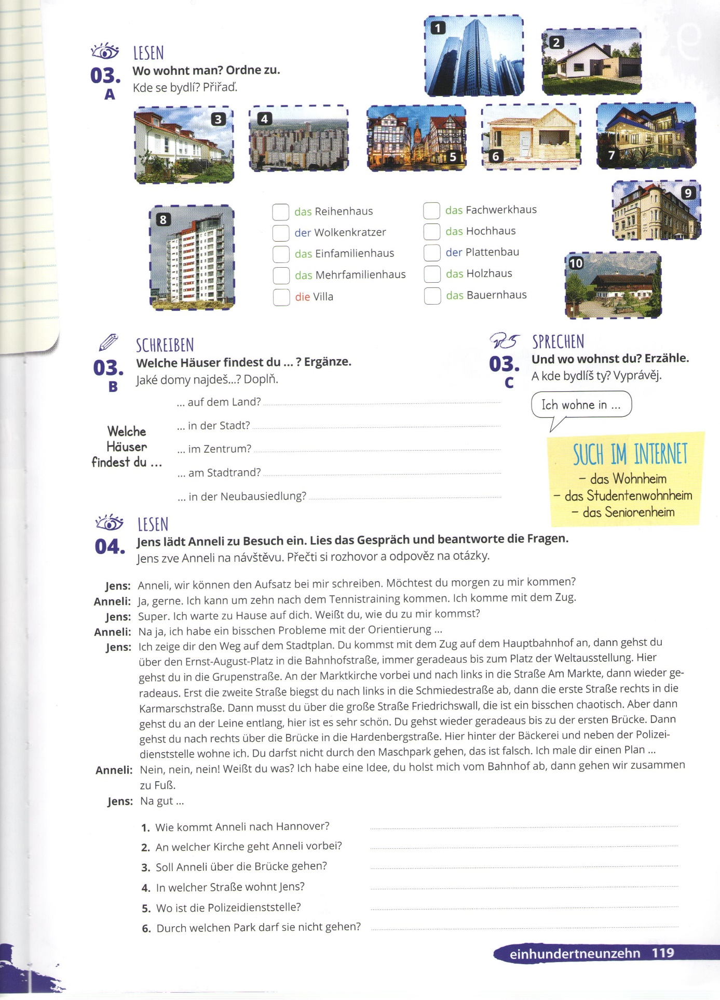 LESEN
03.
A
Wo wohnt man? Ordne zu.
Kde se bydlí? Přiřaď.
1
2
3
4
5
6
7
8
9
10
das Reihenhaus
der Wolkenkratzer
das Einfamilienhaus
das Mehrfamilienhaus
die Villa
das Fachwerkhaus
das Hochhaus
der Plattenbau
das Holzhaus
das Bauernhaus
SCHREIBEN
03.
B
Welche Häuser findest du ... ? Ergänze.
Jaké domy najdeš...? Doplň.
Welche
Häuser
findest du ...
... auf dem Land?
... in der Stadt?
... im Zentrum?
... am Stadtrand?
... in der Neubausiedlung?
SPRECHEN
03.
C
Und wo wohnst du? Erzähle.
A kde bydlíš ty? Vyprávěj.
Ich wohne in ...
SUCH IM INTERNET
– das Wohnheim
– das Studentenwohnheim
– das Seniorenheim
LESEN
04.
Jens lädt Anneli zu Besuch ein. Lies das Gespräch und beantworte die Fragen.
Jens zve Anneli na návštěvu. Přečti si rozhovor a odpověz na otázky.
Jens: Anneli, wir können den Aufsatz bei mir schreiben. Möchtest du morgen zu mir kommen?
Anneli: Ja, gerne. Ich kann um zehn nach dem Tennistraining kommen. Ich komme mit dem Zug.
Jens: Super. Ich warte zu Hause auf dich. Weißt du, wie du zu mir kommst?
Anneli: Na ja, ich habe ein bisschen Probleme mit der Orientierung ...
Jens: Ich zeige dir den Weg auf dem Stadtplan. Du kommst mit dem Zug auf dem Hauptbahnhof an, dann gehst du
über den Ernst-August-Platz in die Bahnhofstraße, immer geradeaus bis zum Platz der Weltausstellung. Hier
gehst du in die Grupenstraße. An der Marktkirche vorbei und nach links in die Straße Am Markte, dann wieder ge-
radeaus. Erst die zweite Straße biegst du nach links in die Schmiedestraße ab, dann die erste Straße rechts in die
Karmarschstraße. Dann musst du über die große Straße Friedrichswall, die ist ein bisschen chaotisch. Aber dann
gehst du an der Leine entlang, hier ist es sehr schön. Du gehst wieder geradeaus bis zu der ersten Brücke. Dann
gehst du nach rechts über die Brücke in die Hardenbergstraße. Hier hinter der Bäckerei und neben der Polizei-
dienststelle wohne ich. Du darfst nicht durch den Maschpark gehen, das ist falsch. Ich male dir einen Plan ...
Anneli: Nein, nein, nein! Weißt du was? Ich habe eine Idee, du holst mich vom Bahnhof ab, dann gehen wir zusammen
zu Fuß.
Jens: Na gut ...
1. Wie kommt Anneli nach Hannover?
2. An welcher Kirche geht Anneli vorbei?
3. Soll Anneli über die Brücke gehen?
4. In welcher Straße wohnt Jens?
5. Wo ist die Polizeidienststelle?
6. Durch welchen Park darf sie nicht gehen?
einhundertneunzehn 119